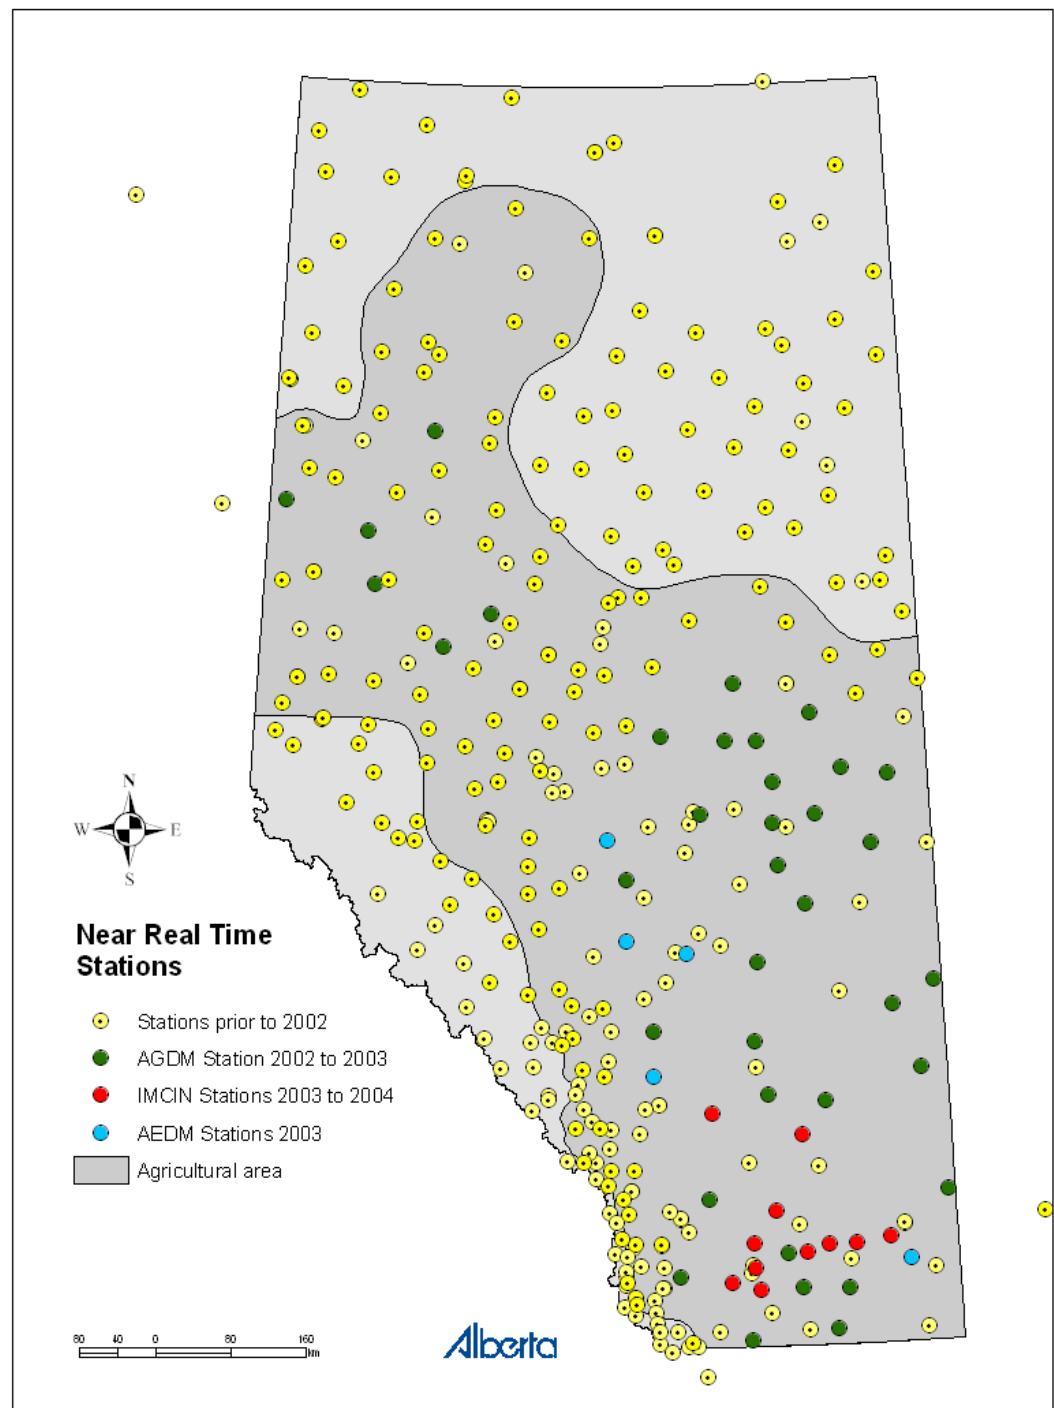 N
W E
S
Near Real Time
Stations
Stations prior to 2002
AGDM Station 2002 to 2003
IMCIN Stations 2003 to 2004
AEDM Stations 2003
Agricultural area
80 40 0 80 160
km
Alberta